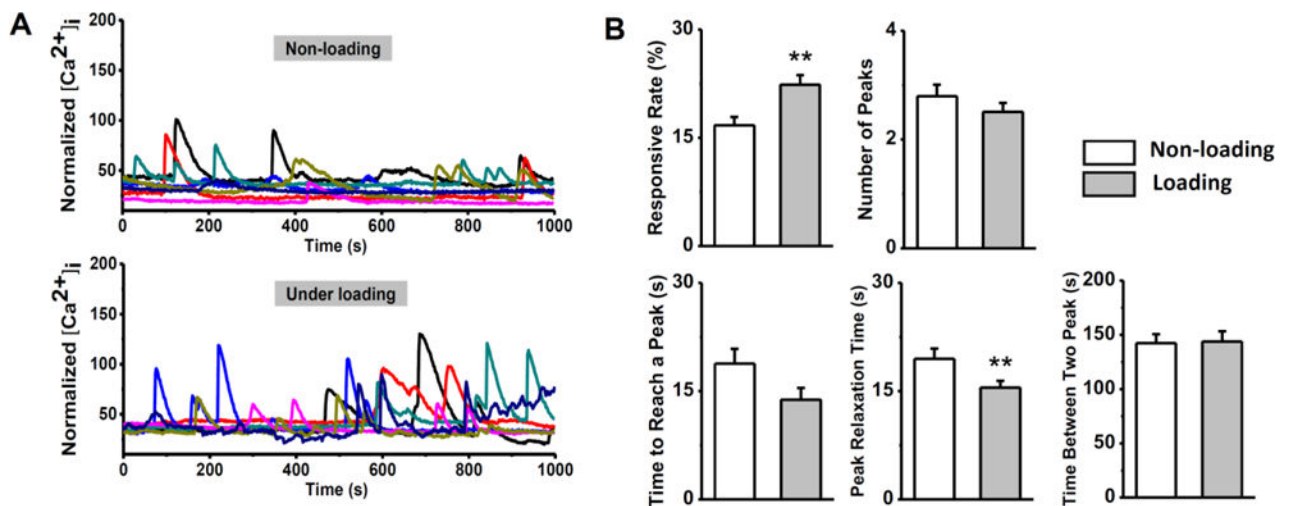 A
Normalized [Ca2+]i
200
150
100
50
Non-loading
0 200 400 600 800 1000
Time (s)
Normalized [Ca2+]i
200
150
100
50
Under loading
0 200 400 600 800 1000
Time (s)
B
Responsive Rate (%)
30
15
0
**
Number of Peaks
4
2
0
Non-loading
Loading
Time to Reach a Peak (s)
30
15
0
Peak Relaxation Time (s)
30
15
0
**
Time Between Two Peak (s)
200
150
100
50
0